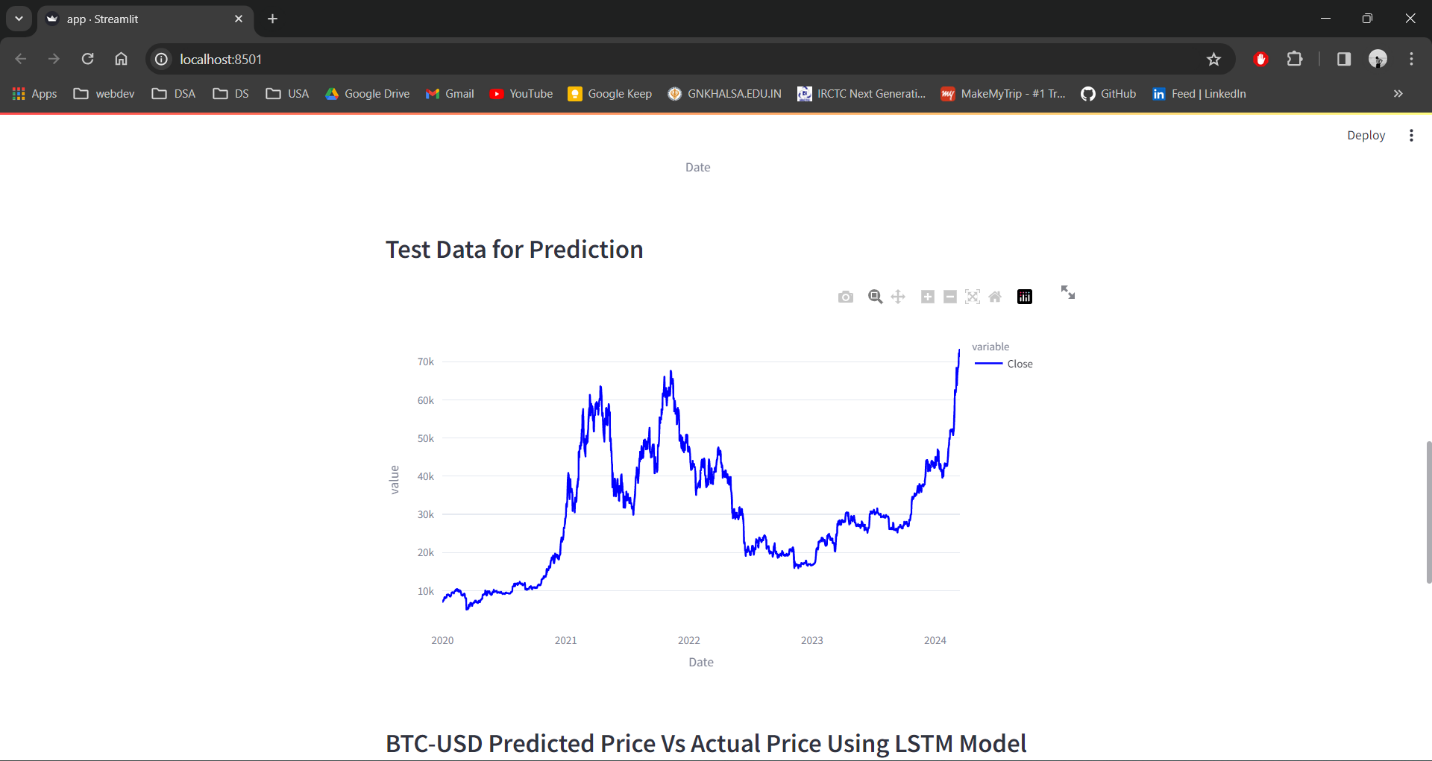 app · Streamlit
localhost:8501
Apps webdev DSA DS USA Google Drive Gmail YouTube Google Keep GNKHALSA.EDU.IN IRCTC Next Generati... MakeMyTrip - #1 Tr... GitHub Feed | LinkedIn
Deploy
Date
Test Data for Prediction
variable
Close
70k
60k
50k
40k
30k
20k
10k
value
2020 2021 2022 2023 2024
Date
BTC-USD Predicted Price Vs Actual Price Using LSTM Model